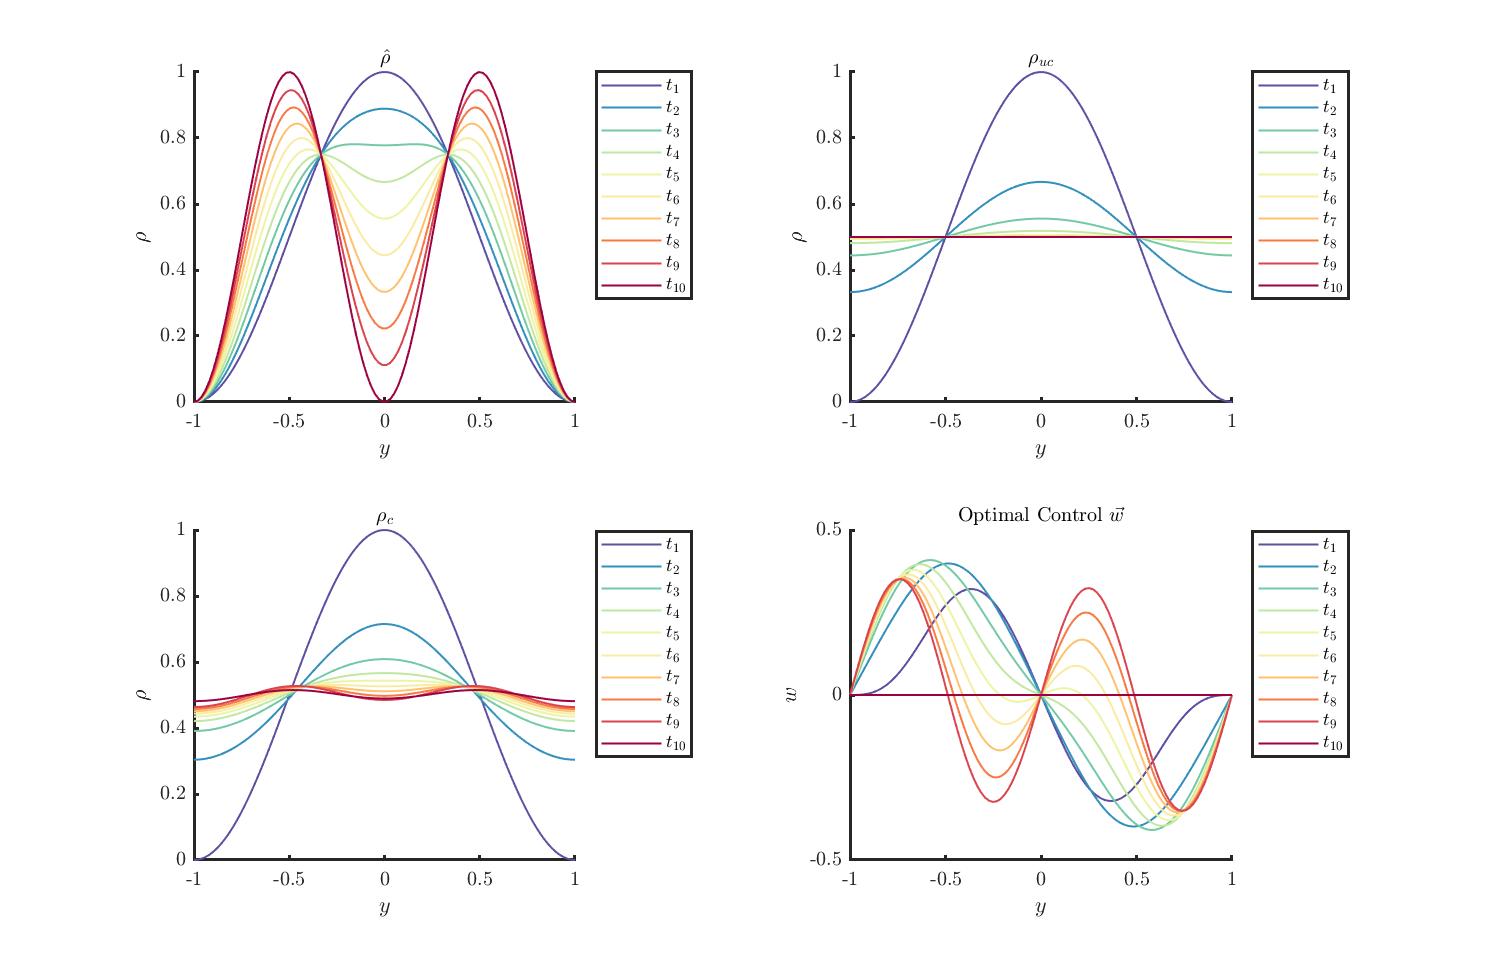 ρ̂
1
0.8
0.6
0.4
0.2
0
ρ
-1 -0.5 0 0.5 1
y
t₁
t₂
t₃
t₄
t₅
t₆
t₇
t₈
t₉
t₁₀
ρ_uc
1
0.8
0.6
0.4
0.2
0
ρ
-1 -0.5 0 0.5 1
y
t₁
t₂
t₃
t₄
t₅
t₆
t₇
t₈
t₉
t₁₀
ρ_c
1
0.8
0.6
0.4
0.2
0
ρ
-1 -0.5 0 0.5 1
y
t₁
t₂
t₃
t₄
t₅
t₆
t₇
t₈
t₉
t₁₀
Optimal Control w⃗
0.5
0
-0.5
w
-1 -0.5 0 0.5 1
y
t₁
t₂
t₃
t₄
t₅
t₆
t₇
t₈
t₉
t₁₀